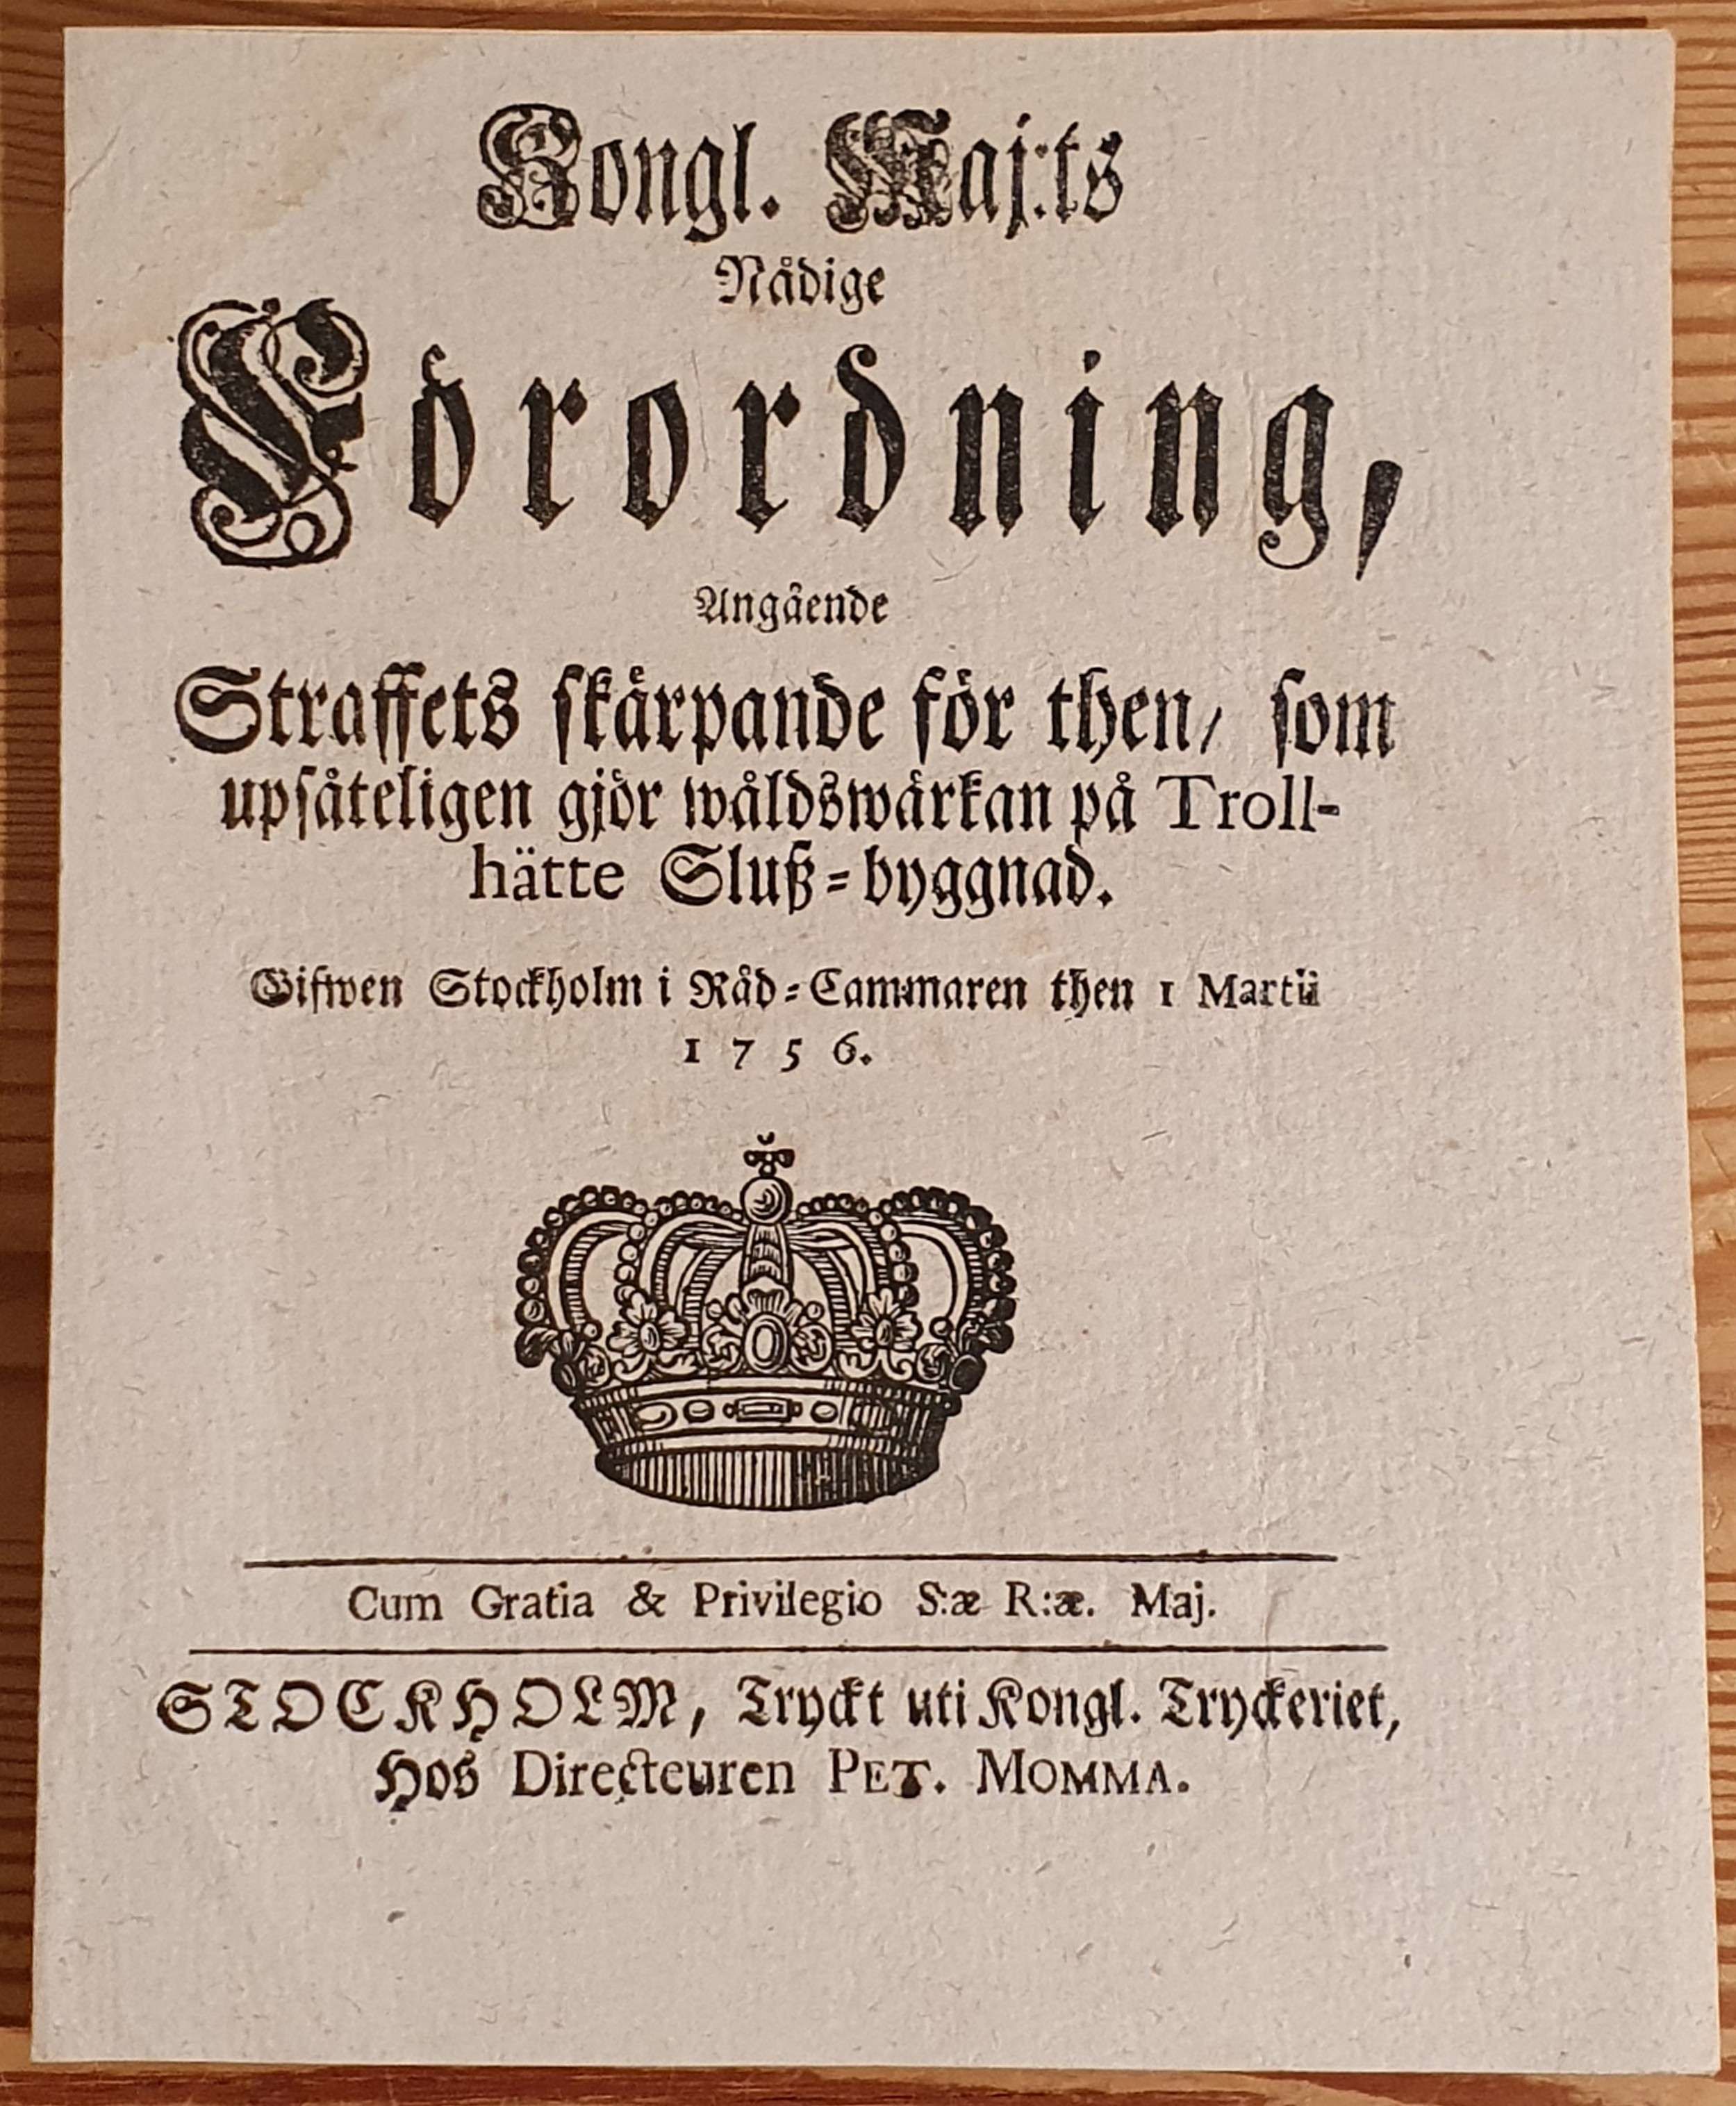 Kongl. Maj:ts
Nådige
Förordning,
Angående
Straffets skärpande för then/ som
upsåteligen gjör wåldswärkan på Troll-
hätte Sluß-byggnad.
Gifwen Stockholm i Råd-Cammaren then 1 Martii
1756.
Cum Gratia & Privilegio S:æ R:æ. Maj.
STOCKHOLM, Tryckt uti Kongl. Tryckeriet,
Hos Directeuren PET. MOMMA.